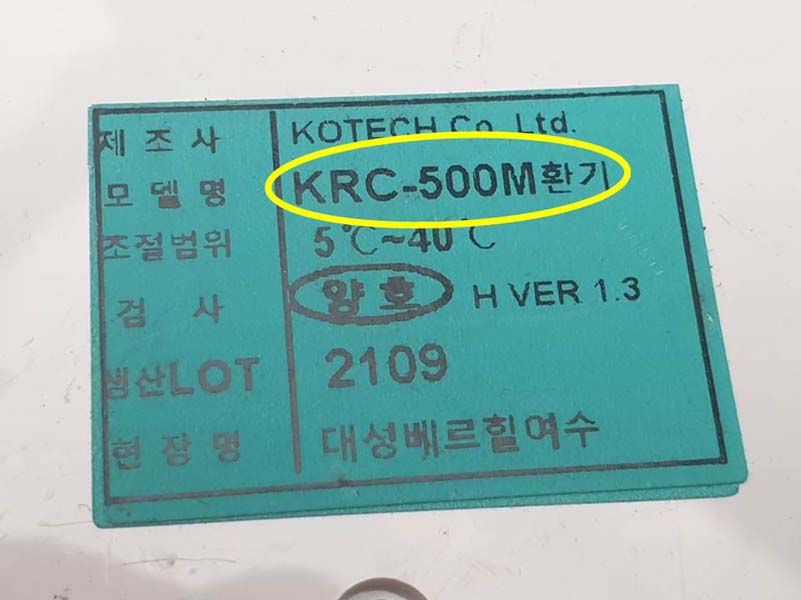 제 조 사 KOTECH Co. Ltd.
모 델 명 KRC-500M환기
조절범위 5℃~40℃
검 사 양 호 H VER 1.3
생산LOT 2109
현 장 명 대성베르힐여수